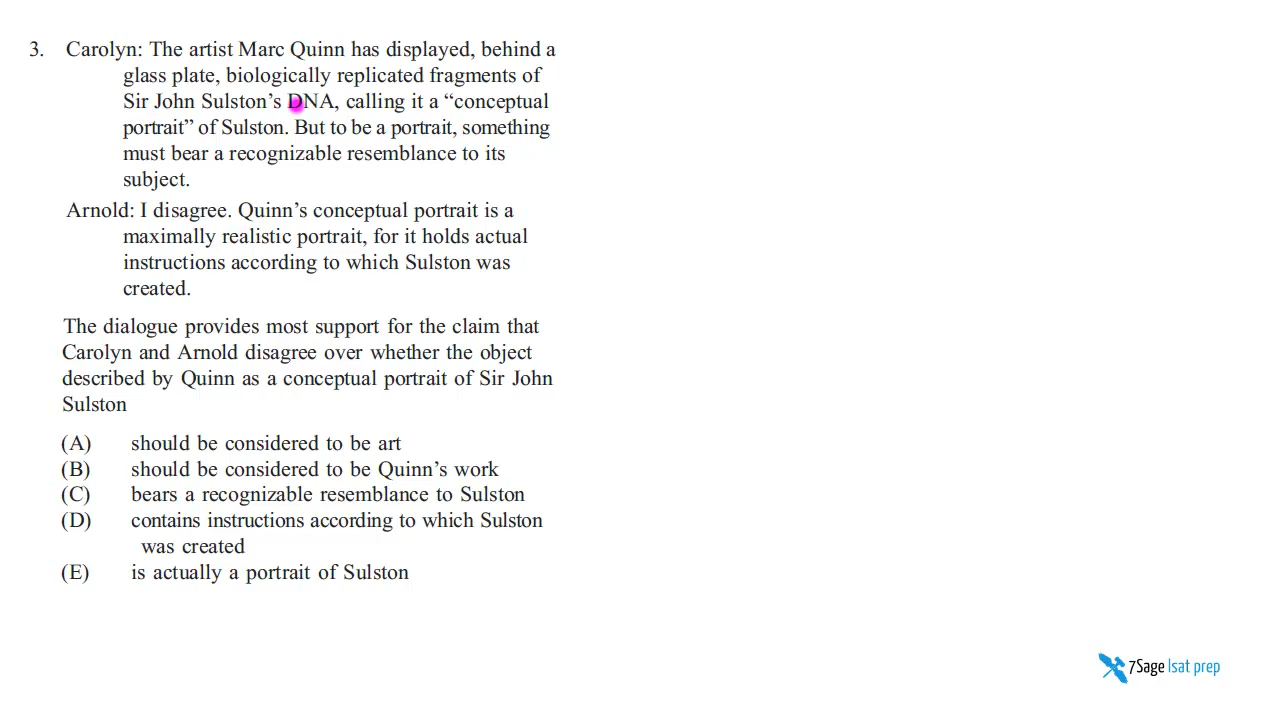 3. Carolyn: The artist Marc Quinn has displayed, behind a
glass plate, biologically replicated fragments of
Sir John Sulston’s DNA, calling it a “conceptual
portrait” of Sulston. But to be a portrait, something
must bear a recognizable resemblance to its
subject.
Arnold: I disagree. Quinn’s conceptual portrait is a
maximally realistic portrait, for it holds actual
instructions according to which Sulston was
created.
The dialogue provides most support for the claim that
Carolyn and Arnold disagree over whether the object
described by Quinn as a conceptual portrait of Sir John
Sulston
(A) should be considered to be art
(B) should be considered to be Quinn’s work
(C) bears a recognizable resemblance to Sulston
(D) contains instructions according to which Sulston
was created
(E) is actually a portrait of Sulston
7Sage lsat prep